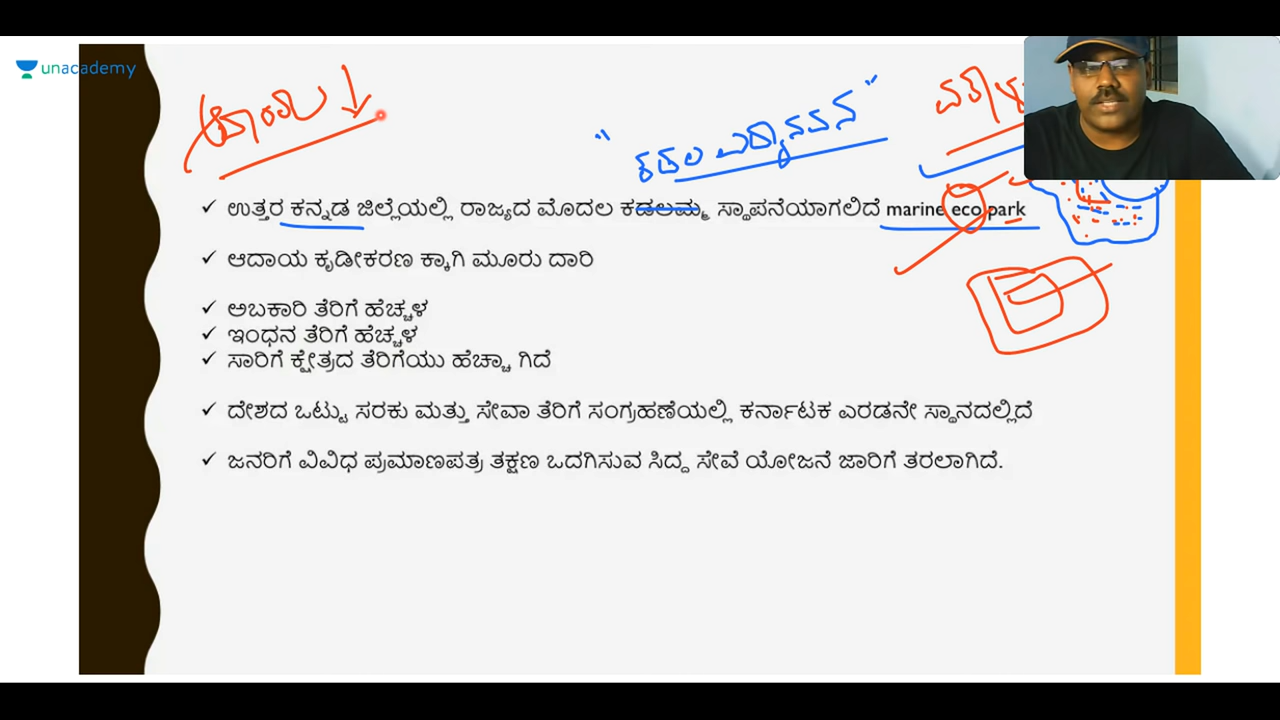 unacademy
ಉತ್ತರ ಕನ್ನಡ ಜಿಲ್ಲೆಯಲ್ಲಿ ರಾಜ್ಯದ ಮೊದಲ ಕಡಲಮ್ಮ ಸ್ಥಾಪನೆಯಾಗಲಿದೆ marine eco park
ಆದಾಯ ಕೃಡೀಕರಣ ಕ್ಕಾಗಿ ಮೂರು ದಾರಿ
ಅಬಕಾರಿ ತೆರಿಗೆ ಹೆಚ್ಚಳ
ಇಂಧನ ತೆರಿಗೆ ಹೆಚ್ಚಳ
ಸಾರಿಗೆ ಕ್ಷೇತ್ರದ ತೆರಿಗೆಯು ಹೆಚ್ಚಾಗಿದೆ
ದೇಶದ ಒಟ್ಟು ಸರಕು ಮತ್ತು ಸೇವಾ ತೆರಿಗೆ ಸಂಗ್ರಹಣೆಯಲ್ಲಿ ಕರ್ನಾಟಕ ಎರಡನೇ ಸ್ಥಾನದಲ್ಲಿದೆ
ಜನರಿಗೆ ವಿವಿಧ ಪ್ರಮಾಣಪತ್ರ ತಕ್ಷಣ ಒದಗಿಸುವ ಸಿದ್ದ ಸೇವೆ ಯೋಜನೆ ಜಾರಿಗೆ ತರಲಾಗಿದೆ.